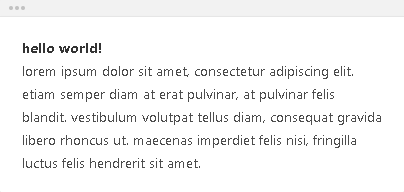 hello world!
lorem ipsum dolor sit amet, consectetur adipiscing elit.
etiam semper diam at erat pulvinar, at pulvinar felis
blandit. vestibulum volutpat tellus diam, consequat gravida
libero rhoncus ut. maecenas imperdiet felis nisi, fringilla
luctus felis hendrerit sit amet.